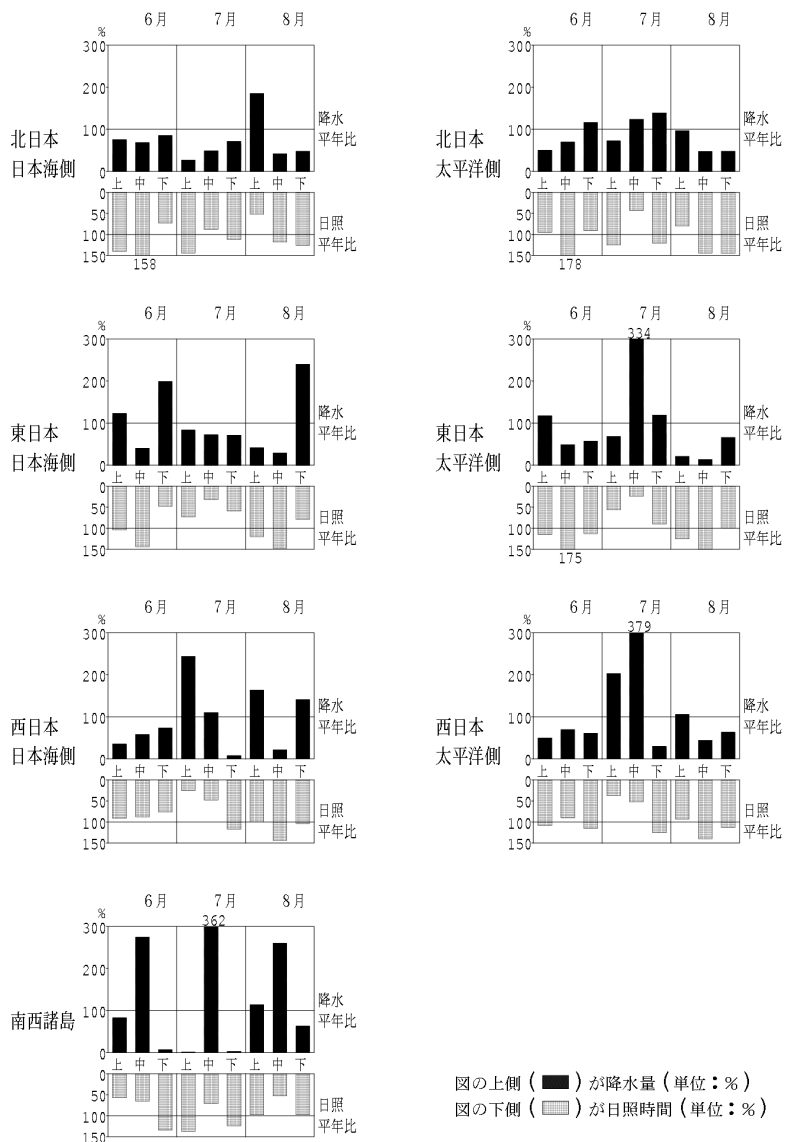 6月 7月 8月
%
300
200
100
0
北日本
日本海側
降水
平年比
上 中 下 上 中 下 上 中 下
0
50
100
150
日照
平年比
158
6月 7月 8月
%
300
200
100
0
北日本
太平洋側
降水
平年比
上 中 下 上 中 下 上 中 下
0
50
100
150
日照
平年比
178
6月 7月 8月
%
300
200
100
0
東日本
日本海側
降水
平年比
上 中 下 上 中 下 上 中 下
0
50
100
150
日照
平年比
6月 7月 8月
%
334
300
200
100
0
東日本
太平洋側
降水
平年比
上 中 下 上 中 下 上 中 下
0
50
100
150
日照
平年比
175
6月 7月 8月
%
300
200
100
0
西日本
日本海側
降水
平年比
上 中 下 上 中 下 上 中 下
0
50
100
150
日照
平年比
6月 7月 8月
%
379
300
200
100
0
西日本
太平洋側
降水
平年比
上 中 下 上 中 下 上 中 下
0
50
100
150
日照
平年比
6月 7月 8月
%
362
300
200
100
0
南西諸島
降水
平年比
上 中 下 上 中 下 上 中 下
0
50
100
150
日照
平年比
図の上側(■)が降水量(単位:%)
図の下側( )が日照時間(単位:%)